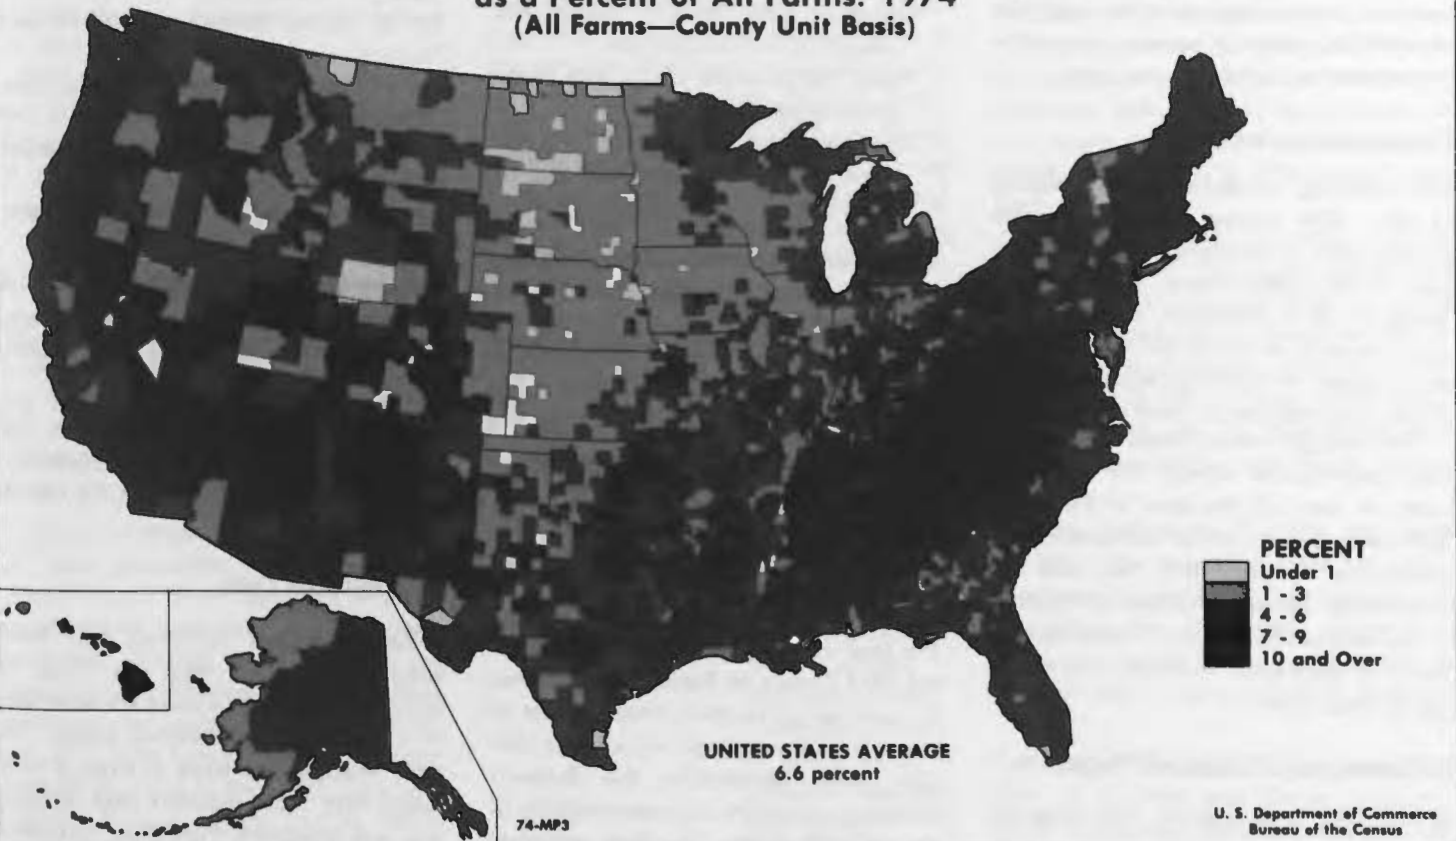 as a Percent of All Farms: 1974
(All Farms—County Unit Basis)
PERCENT
Under 1
1 - 3
4 - 6
7 - 9
10 and Over
UNITED STATES AVERAGE
6.6 percent
74-MP3
U. S. Department of Commerce
Bureau of the Census